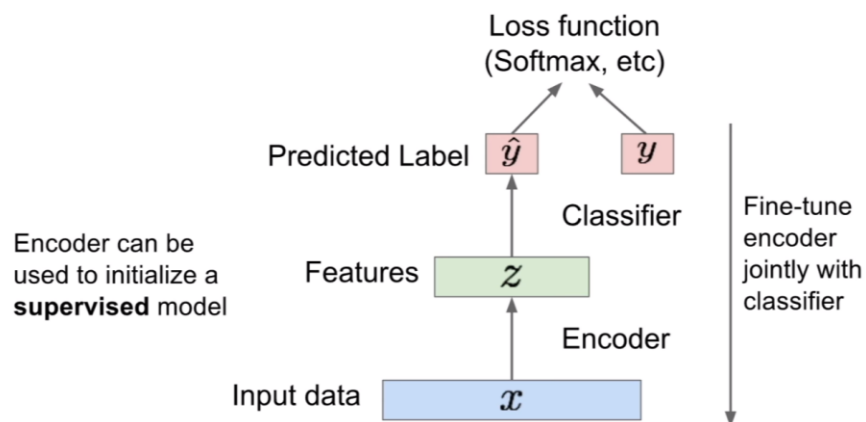 Loss function
(Softmax, etc)
Predicted Label
ŷ
y
Classifier
Fine-tune
encoder
jointly with
classifier
Encoder can be
used to initialize a
supervised model
Features
z
Encoder
Input data
x